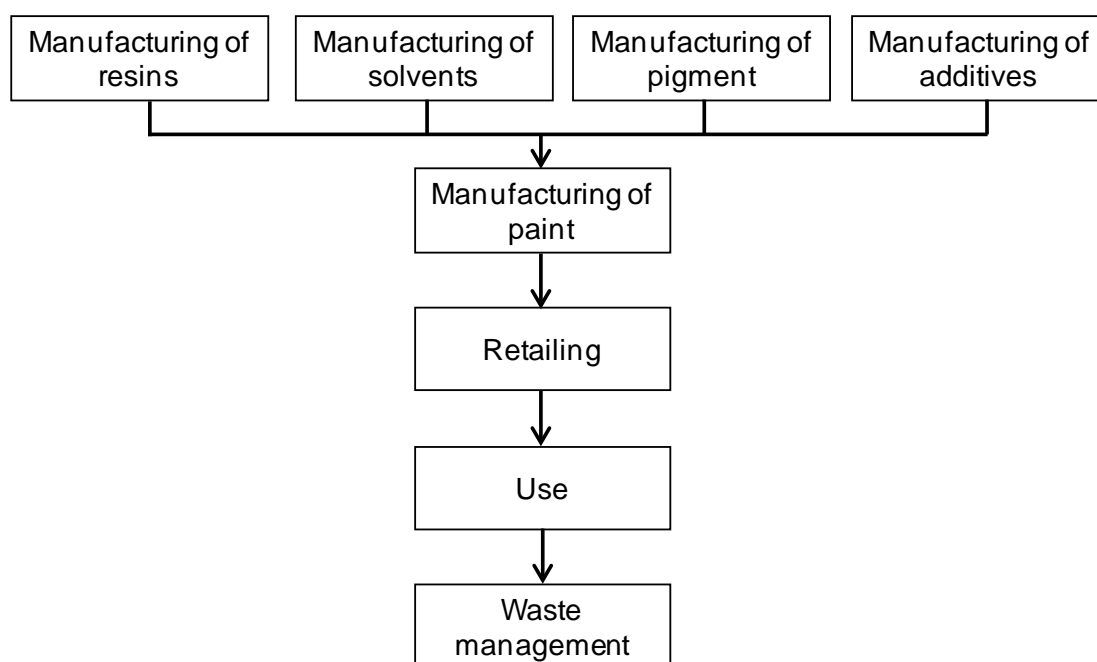 Manufacturing of
resins
Manufacturing of
solvents
Manufacturing of
pigment
Manufacturing of
additives
Manufacturing of
paint
Retailing
Use
Waste
management